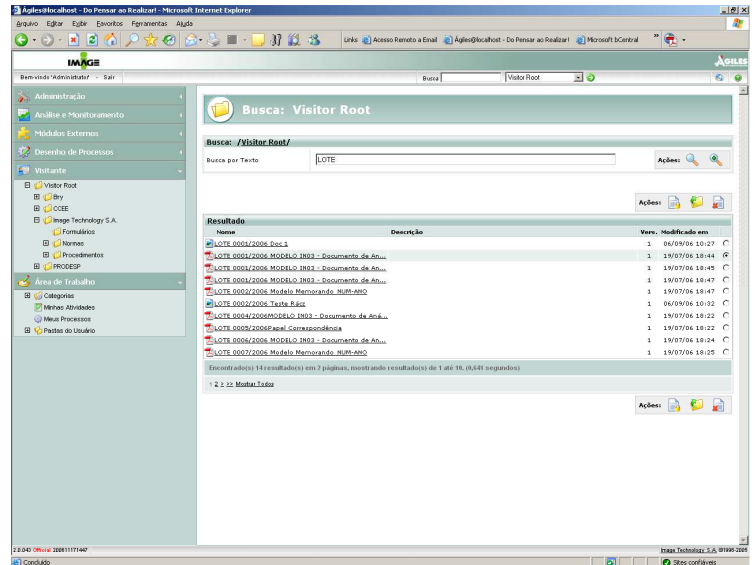 Ágiles@localhost - Do Pensar ao Realizar! - Microsoft Internet Explorer
Arquivo Editar Exibir Favoritos Ferramentas Ajuda
Links Acesso Remoto a Email Ágiles@localhost - Do Pensar ao Realizar! Microsoft bCentral
IMAGE ÁGILES
Bem-vindo 'Administrator' - Sair Busca Visitor Root
Administração
Análise e Monitoramento
Módulos Externos
Desenho de Processos
Visitante
Visitor Root
Bry
CCEE
Image Technology S.A.
Formulários
Normas
Procedimentos
PRODESP
Área de Trabalho
Categorias
Minhas Atividades
Meus Processos
Pastas do Usuário
Busca: Visitor Root
Busca: /Visitor Root/
Busca por Texto LOTE Ações:
Ações:
Resultado
Nome Descrição Vers. Modificado em
LOTE 0001/2006 Doc 1 1 06/09/06 10:27
LOTE 0001/2006 MODELO IN03 - Documento de An... 1 19/07/06 18:44
LOTE 0001/2006 MODELO IN03 - Documento de An... 1 19/07/06 18:45
LOTE 0001/2006 MODELO IN03 - Documento de An... 1 19/07/06 18:47
LOTE 0002/2006 Modelo Memorando NUM-ANO 1 19/07/06 18:47
LOTE 0002/2006 Teste Rácz 1 06/09/06 10:32
LOTE 0004/2006MODELO IN03 - Documento de Aná... 1 19/07/06 18:22
LOTE 0005/2006Papel Correspondência 1 19/07/06 18:22
LOTE 0006/2006 MODELO IN03 - Documento de An... 1 19/07/06 18:24
LOTE 0007/2006 Modelo Memorando NUM-ANO 1 19/07/06 18:25
Encontrado(s) 14 resultado(s) em 2 páginas, mostrando resultado(s) de 1 até 10. (0,641 segundos)
1 2 > >> Mostrar Todos
Ações:
2.0.043 Official 200611171447 Image Technology S.A. ©1998-2005
Concluído Sites confiáveis